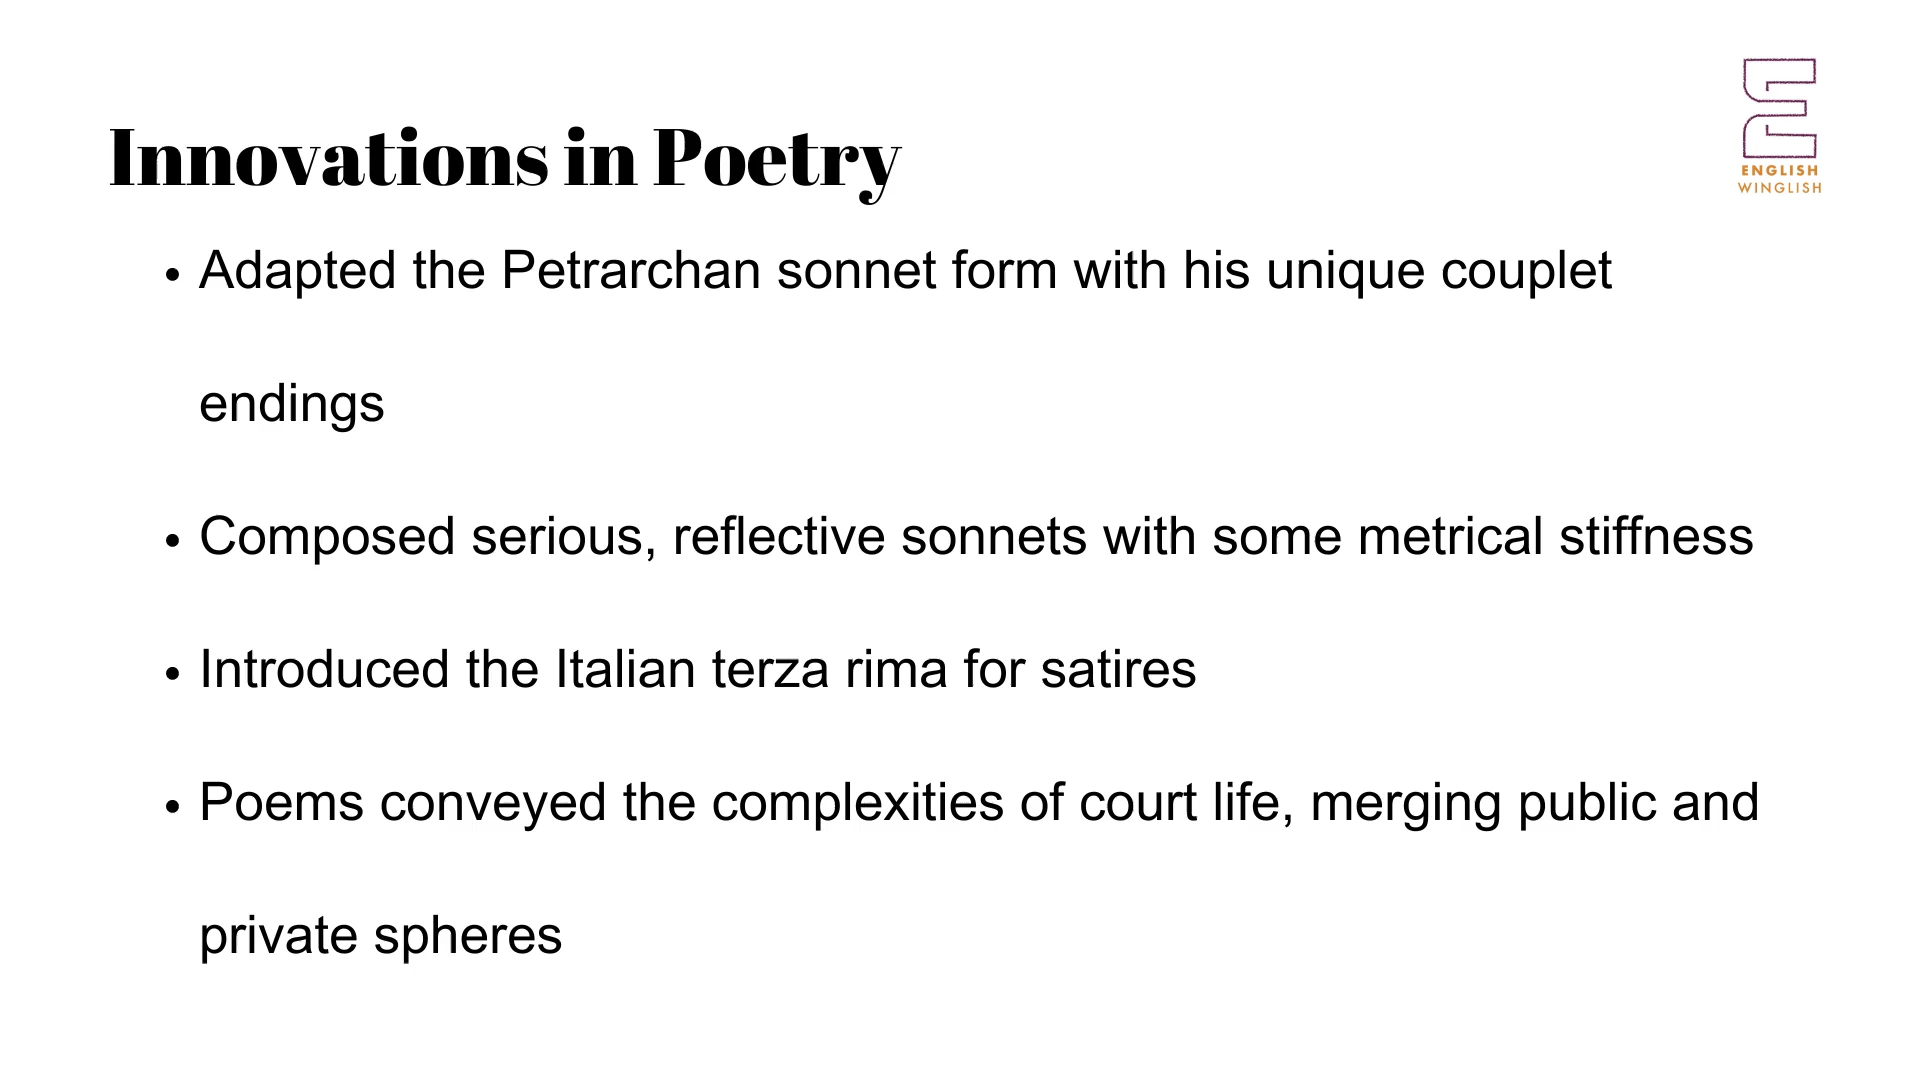 Innovations in Poetry
ENGLISH
WINGLISH
• Adapted the Petrarchan sonnet form with his unique couplet
endings
• Composed serious, reflective sonnets with some metrical stiffness
• Introduced the Italian terza rima for satires
• Poems conveyed the complexities of court life, merging public and
private spheres